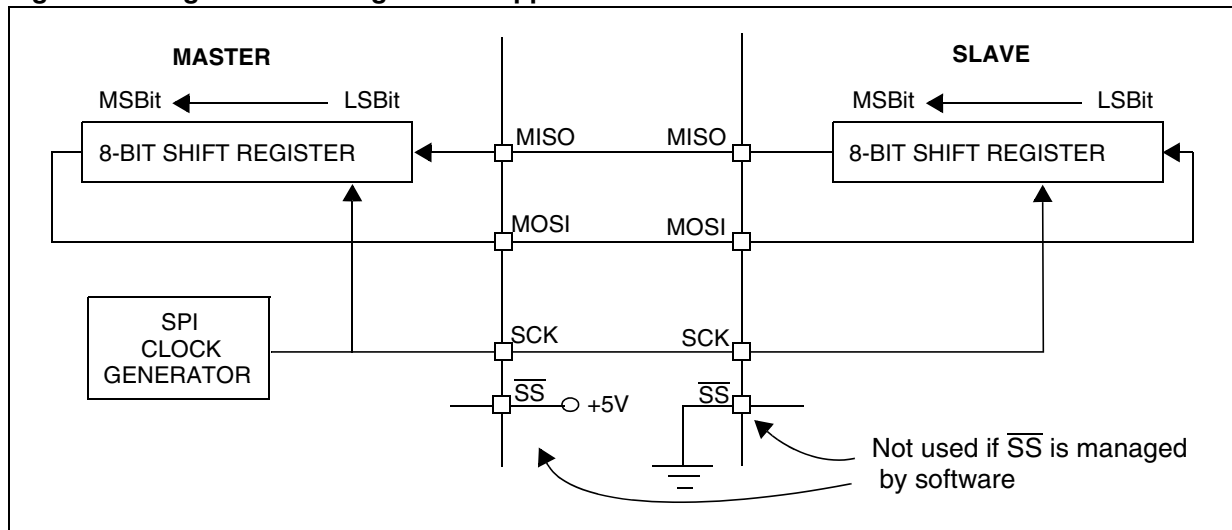 MASTER
SLAVE
MSBit
LSBit
MSBit
LSBit
8-BIT SHIFT REGISTER
MISO
MISO
8-BIT SHIFT REGISTER
MOSI
MOSI
SPI
CLOCK
GENERATOR
SCK
SCK
SS
+5V
SS
Not used if SS is managed
by software